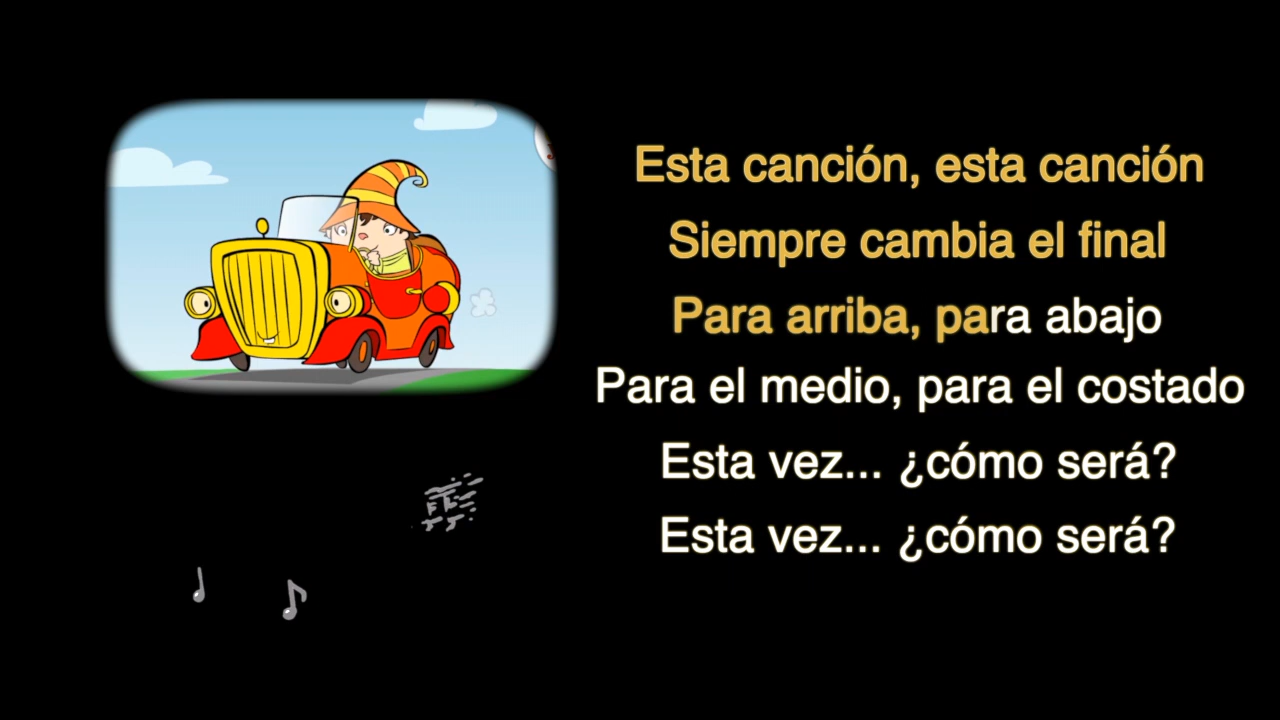 Esta canción, esta canción
Siempre cambia el final
Para arriba, para abajo
Para el medio, para el costado
Esta vez... ¿cómo será?
Esta vez... ¿cómo será?